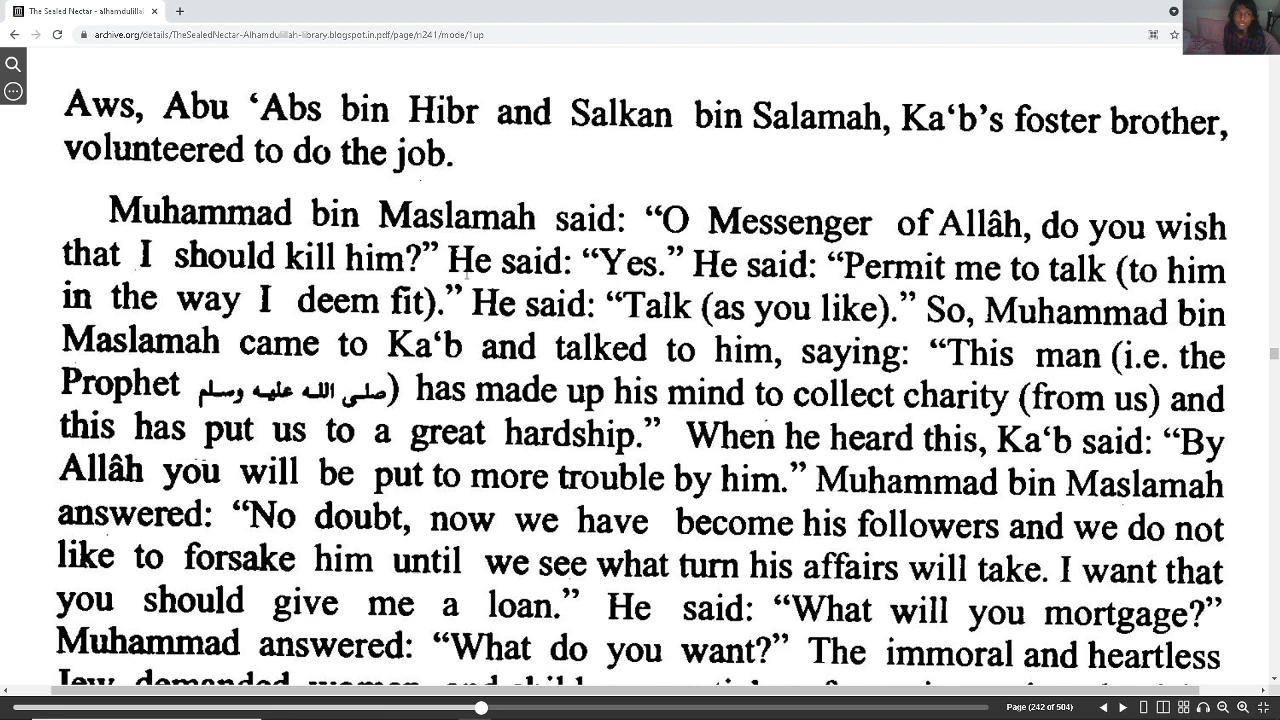 The Sealed Nectar - alhamdulillal
archive.org/details/TheSealedNectar-Alhamdulillah-library.blogspot.in.pdf/page/n241/mode/1up
Aws, Abu ‘Abs bin Hibr and Salkan bin Salamah, Ka‘b’s foster brother,
volunteered to do the job.
Muhammad bin Maslamah said: “O Messenger of Allâh, do you wish
that I should kill him?” He said: “Yes.” He said: “Permit me to talk (to him
in the way I deem fit).” He said: “Talk (as you like).” So, Muhammad bin
Maslamah came to Ka‘b and talked to him, saying: “This man (i.e. the
Prophet صلى الله عليه وسلم) has made up his mind to collect charity (from us) and
this has put us to a great hardship.” When he heard this, Ka‘b said: “By
Allâh you will be put to more trouble by him.” Muhammad bin Maslamah
answered: “No doubt, now we have become his followers and we do not
like to forsake him until we see what turn his affairs will take. I want that
you should give me a loan.” He said: “What will you mortgage?”
Muhammad answered: “What do you want?” The immoral and heartless
Jew demanded women and
Page (242 of 504)